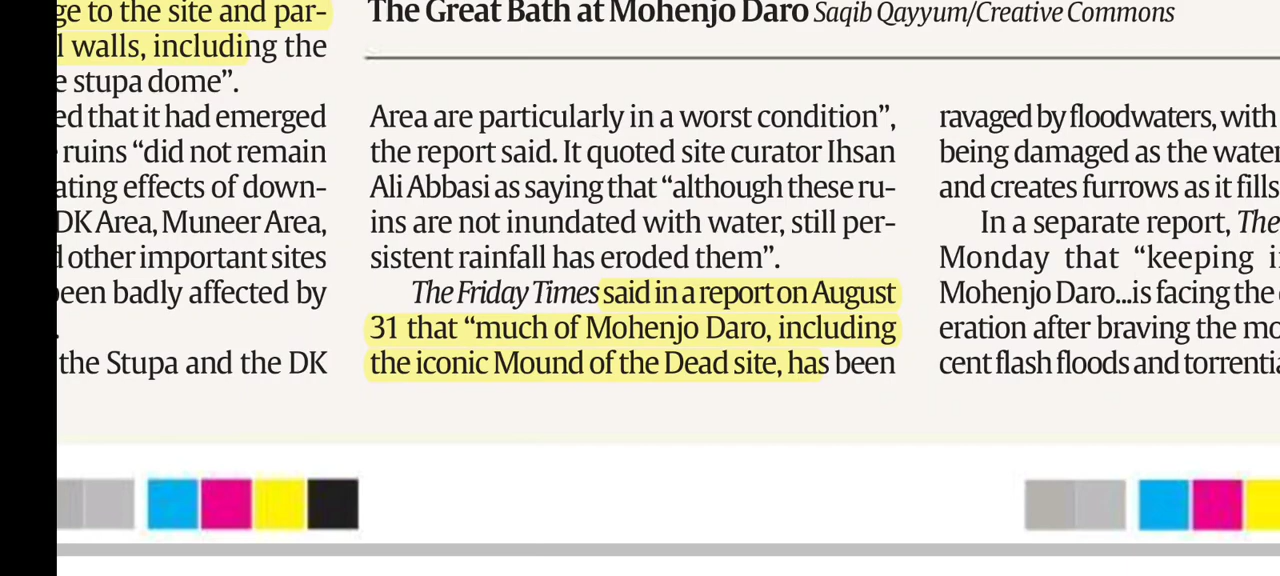 ge to the site and par-
l walls, including the
e stupa dome”.
ed that it had emerged
ruins “did not remain
ating effects of down-
DK Area, Muneer Area,
d other important sites
been badly affected by
.
the Stupa and the DK
The Great Bath at Mohenjo Daro Saqib Qayyum/Creative Commons
Area are particularly in a worst condition”,
the report said. It quoted site curator Ihsan
Ali Abbasi as saying that “although these ru-
ins are not inundated with water, still per-
sistent rainfall has eroded them”.
The Friday Times said in a report on August
31 that “much of Mohenjo Daro, including
the iconic Mound of the Dead site, has been
ravaged by floodwaters, with
being damaged as the water
and creates furrows as it fills
In a separate report, The
Monday that “keeping i
Mohenjo Daro...is facing the
eration after braving the mo
cent flash floods and torrentia